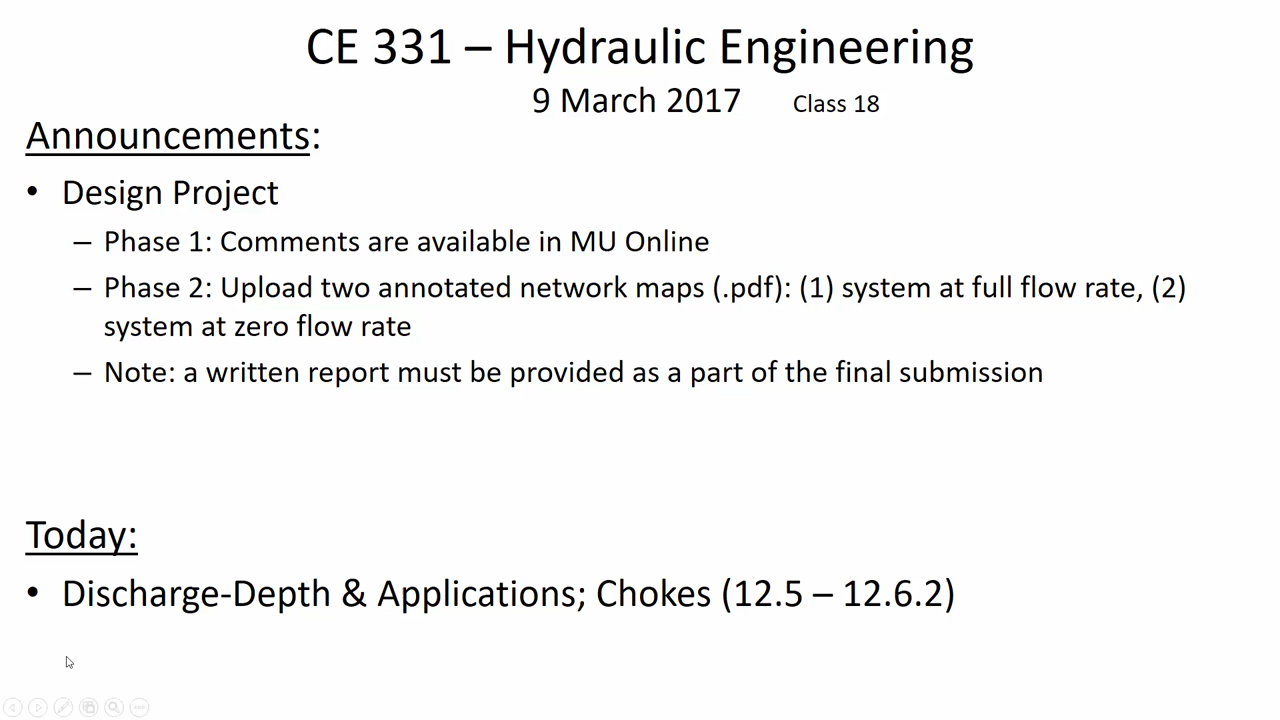 CE 331 – Hydraulic Engineering
9 March 2017 Class 18
Announcements:
• Design Project
– Phase 1: Comments are available in MU Online
– Phase 2: Upload two annotated network maps (.pdf): (1) system at full flow rate, (2)
system at zero flow rate
– Note: a written report must be provided as a part of the final submission
Today:
• Discharge-Depth & Applications; Chokes (12.5 – 12.6.2)